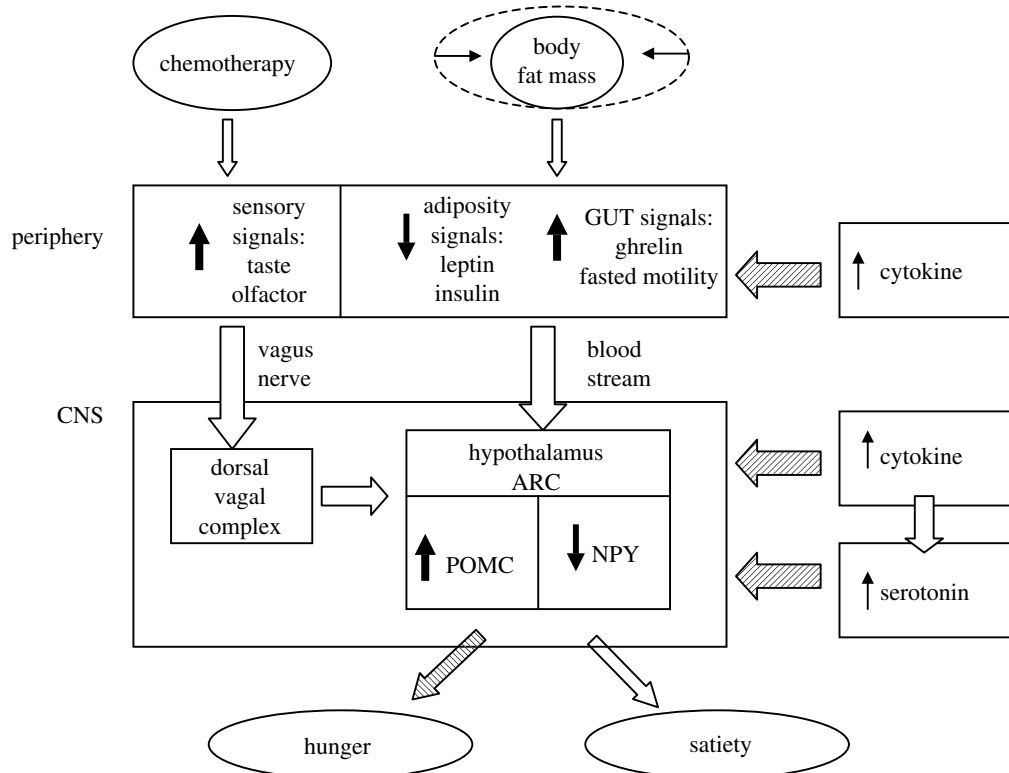 chemotherapy
body
fat mass
periphery
sensory
signals:
taste
olfactor
adiposity
signals:
leptin
insulin
GUT signals:
ghrelin
fasted motility
cytokine
vagus
nerve
blood
stream
CNS
dorsal
vagal
complex
hypothalamus
ARC
POMC
NPY
cytokine
serotonin
hunger
satiety